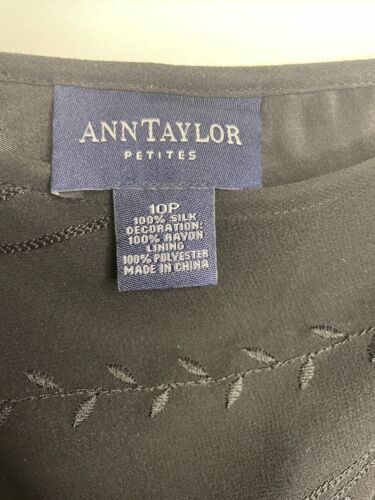 ANNTAYLOR
PETITES
10P
100% SILK
DECORATION:
100% RAYON
LINING
100% POLYESTER
MADE IN CHINA